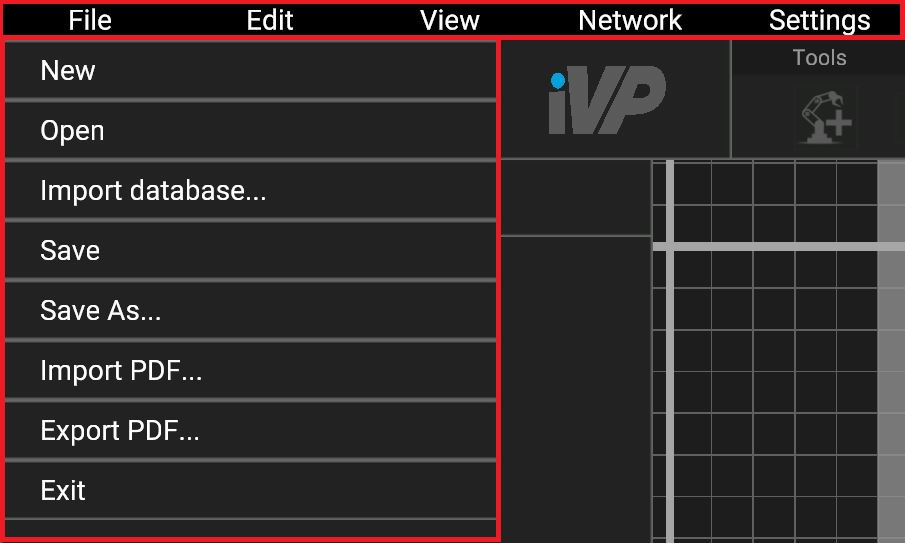 File Edit View Network Settings
New
Open
Import database...
Save
Save As...
Import PDF...
Export PDF...
Exit
iVP
Tools